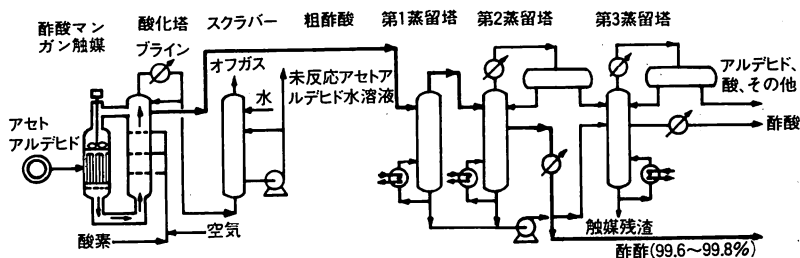 酢酸マン
ガン触媒
酸化塔
ブライン
スクラバー
粗酢酸
第1蒸留塔
第2蒸留塔
第3蒸留塔
オフガス
水
未反応アセトア
ルデヒド水溶液
アルデヒド、
酸、その他
酢酸
アセト
アルデヒド
酸素
空気
触媒残渣
酢酢(99.6～99.8%)